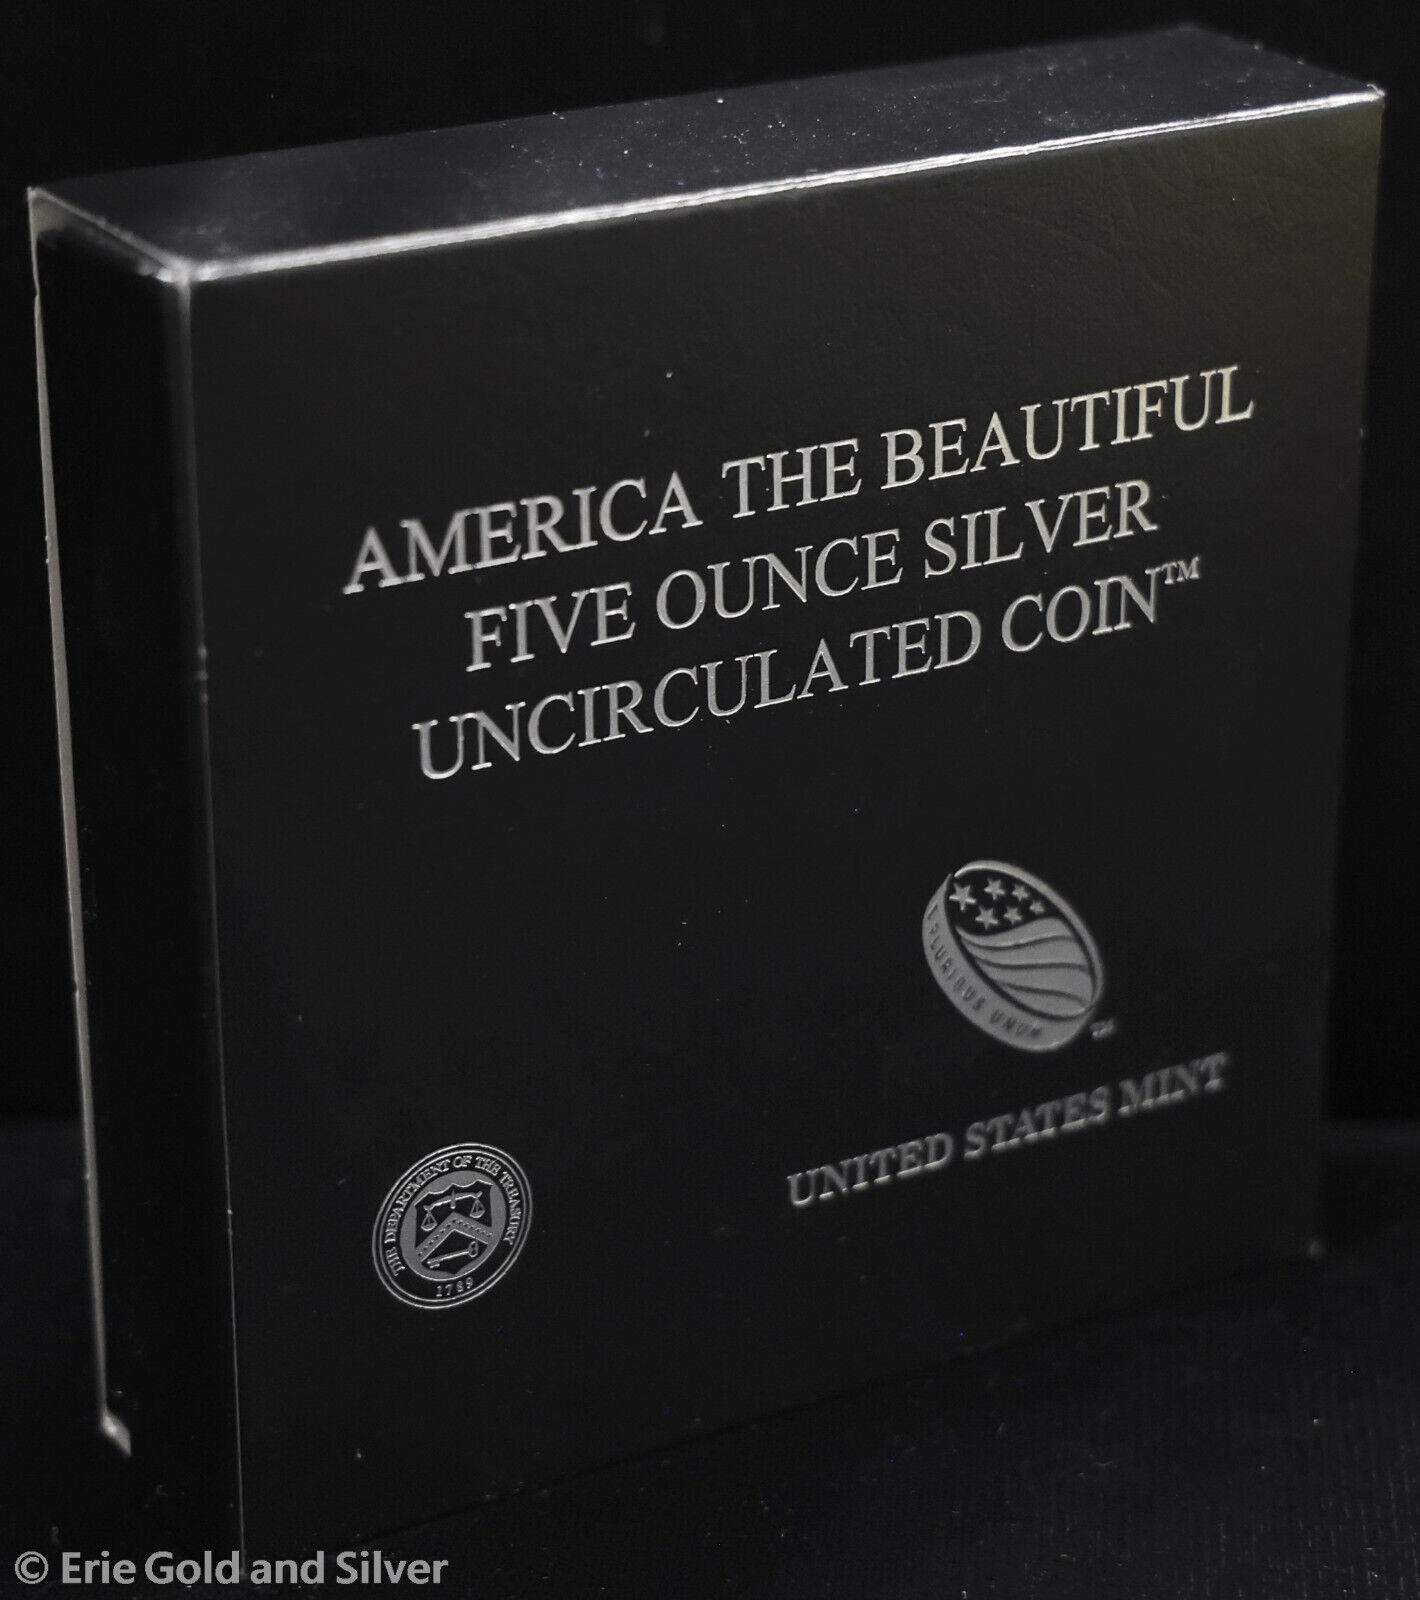 AMERICA THE BEAUTIFUL
FIVE OUNCE SILVER
UNCIRCULATED COIN™
E PLURIBUS UNUM
™
UNITED STATES MINT
THE DEPARTMENT OF THE TREASURY
1789
© Erie Gold and Silver